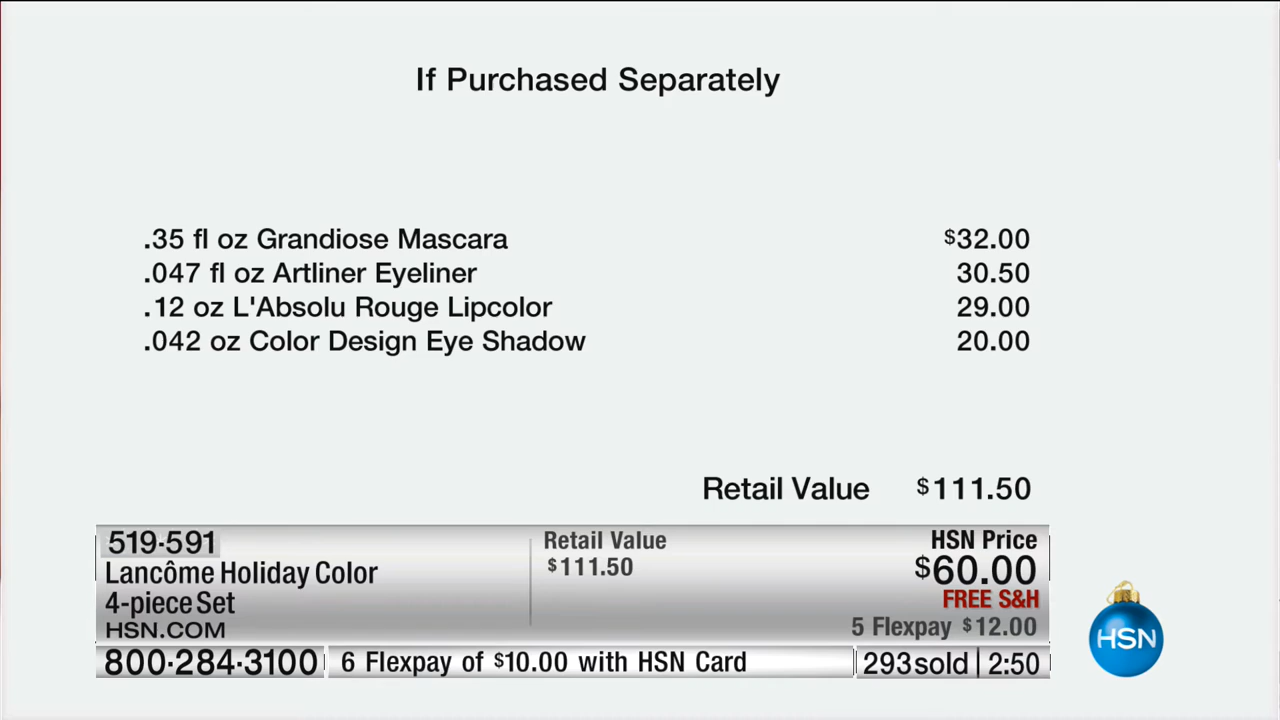 If Purchased Separately
.35 fl oz Grandiose Mascara $32.00
.047 fl oz Artliner Eyeliner 30.50
.12 oz L'Absolu Rouge Lipcolor 29.00
.042 oz Color Design Eye Shadow 20.00
Retail Value $111.50
519·591
Lancôme Holiday Color
4-piece Set
HSN.COM
Retail Value
$111.50
HSN Price
$60.00
FREE S&H
5 Flexpay $12.00
800·284·3100
6 Flexpay of $10.00 with HSN Card
293 sold 2:50
HSN